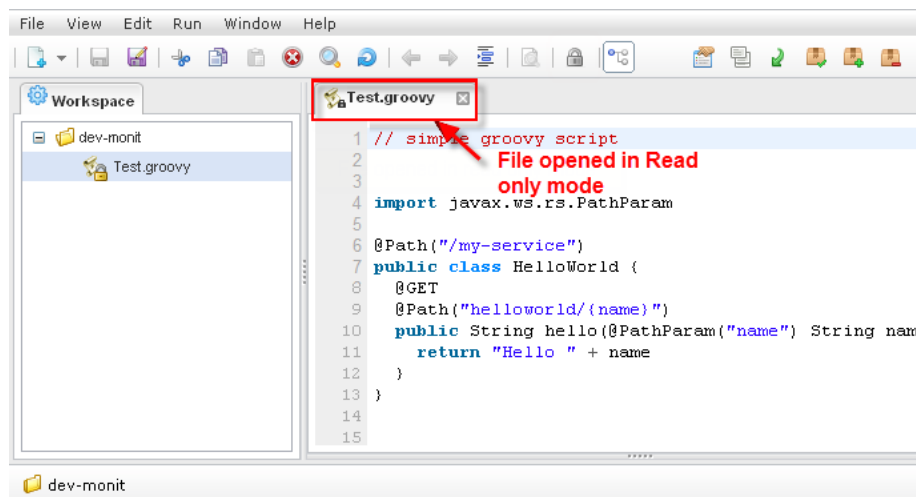 File View Edit Run Window Help
Workspace
Test.groovy
dev-monit
Test.groovy
1 // simple groovy script
2
3
4 import javax.ws.rs.PathParam
5
6 @Path("/my-service")
7 public class HelloWorld {
8 @GET
9 @Path("helloworld/{name}")
10 public String hello(@PathParam("name") String nam
11 return "Hello " + name
12 }
13 }
14
15
File opened in Read
only mode
dev-monit